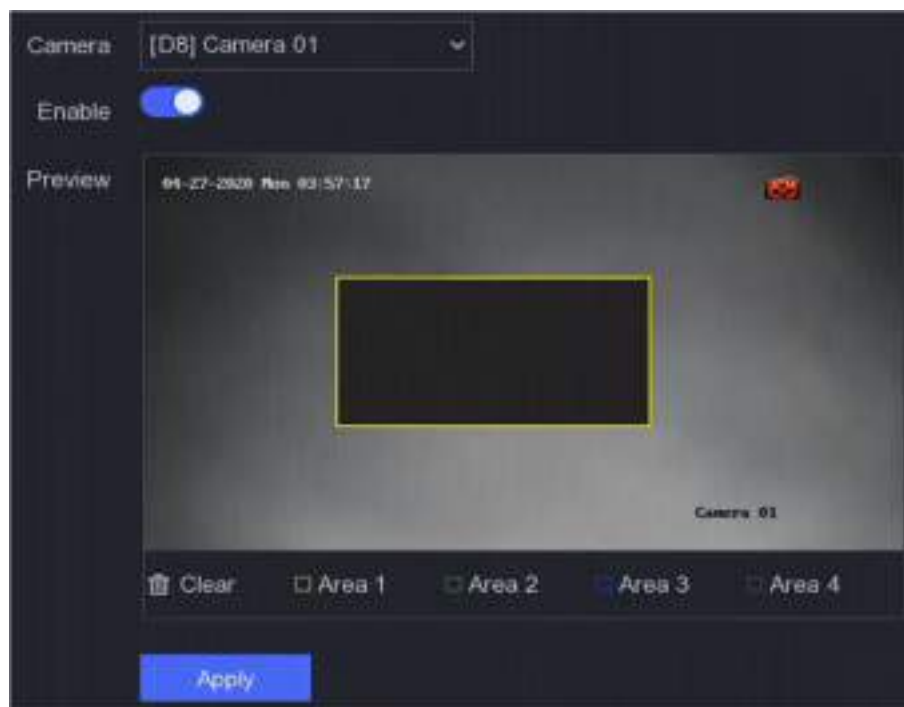 Camera [D8] Camera 01
Enable
Preview
04-27-2020 Mon 03:57:17
Camera 01
Clear Area 1 Area 2 Area 3 Area 4
Apply